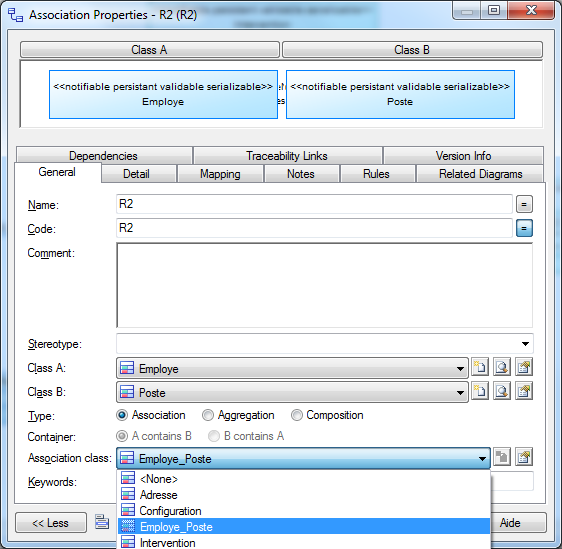 Association Properties - R2 (R2)
Class A Class B
<<notifiable persistant validable serializable>> <<notifiable persistant validable serializable>>
Employe Poste
Dependencies Traceability Links Version Info
General Detail Mapping Notes Rules Related Diagrams
Name: R2 =
Code: R2 =
Comment:
Stereotype:
Class A: Employe
Class B: Poste
Type: Association Aggregation Composition
Container: A contains B B contains A
Association class: Employe_Poste
Keywords:
<None>
Adresse
Configuration
Employe_Poste
Intervention
<< Less Aide